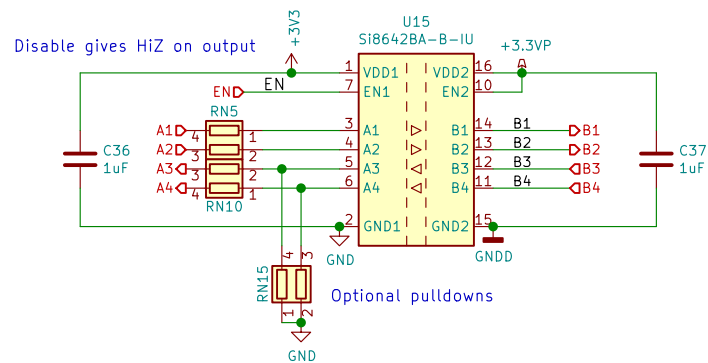 U15
Si8642BA-B-IU
Disable gives HiZ on output
+3V3
+3.3VP
1 VDD1 VDD2 16
EN EN 7 EN1 EN2 10
RN5
A1 4 1 3 A1 B1 14 B1 B1
A2 3 2 4 A2 B2 13 B2 B2
A3 3 2 5 A3 B3 12 B3 B3
A4 4 1 6 A4 B4 11 B4 B4
RN10
C36
1uF
C37
1uF
2 GND1 GND2 15
GND
GNDD
4 3
RN15
Optional pulldowns
1 2
GND